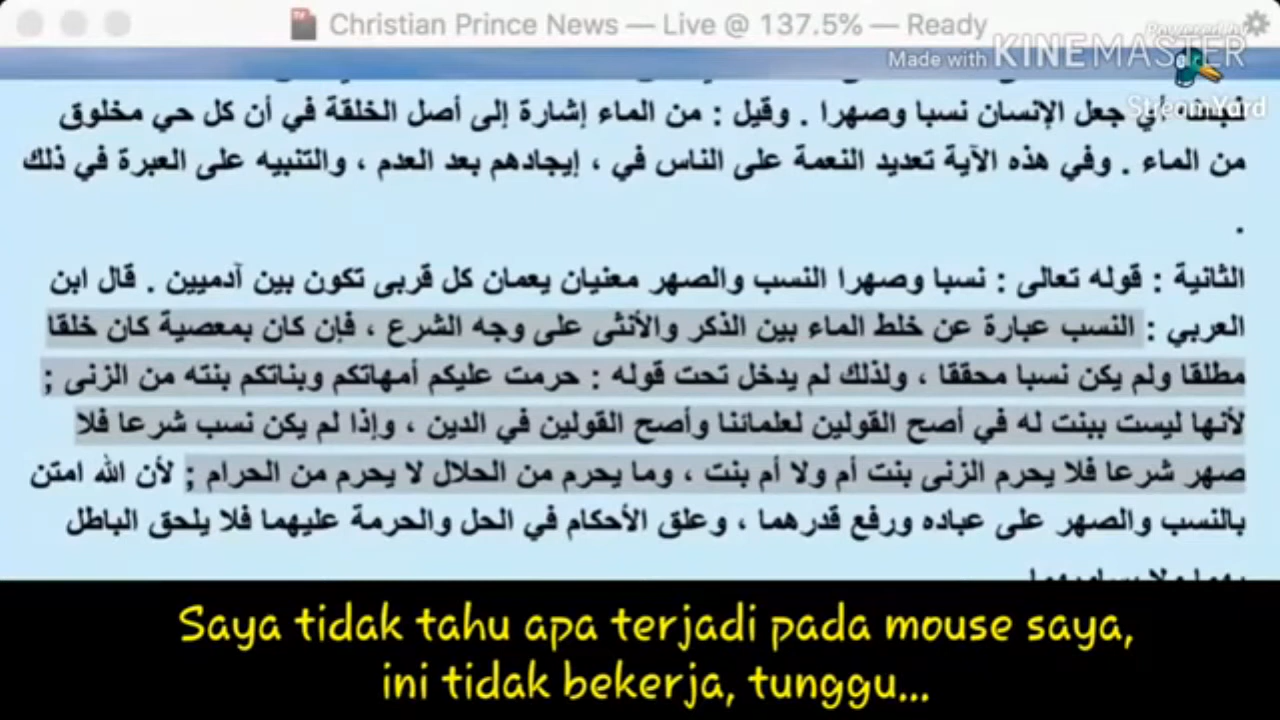 Christian Prince News — Live @ 137.5% — Ready
Powered by
Made with KINEMASTER
StreamYard
أي جعل الإنسان نسبا وصهرا . وقيل : من الماء إشارة إلى أصل الخلقة في أن كل حي مخلوق
من الماء . وفي هذه الآية تعديد النعمة على الناس في ، إيجادهم بعد العدم ، والتنبيه على العبرة في ذلك
.
الثانية : قوله تعالى : نسبا وصهرا النسب والصهر معنيان يعمان كل قربى تكون بين آدميين . قال ابن
العربي : النسب عبارة عن خلط الماء بين الذكر والأنثى على وجه الشرع ، فإن كان بمعصية كان خلقا
مطلقا ولم يكن نسبا محققا ، ولذلك لم يدخل تحت قوله : حرمت عليكم أمهاتكم وبناتكم بنته من الزنى ;
لأنها ليست ببنت له في أصح القولين لعلمائنا وأصح القولين في الدين ، وإذا لم يكن نسب شرعا فلا
صهر شرعا فلا يحرم الزنى بنت أم ولا أم بنت ، وما يحرم من الحلال لا يحرم من الحرام ; لأن الله امتن
بالنسب والصهر على عباده ورفع قدرهما ، وعلق الأحكام في الحل والحرمة عليهما فلا يلحق الباطل
Saya tidak tahu apa terjadi pada mouse saya,
ini tidak bekerja, tunggu...